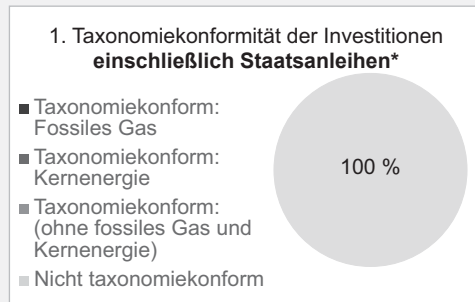 1. Taxonomiekonformität der Investitionen
einschließlich Staatsanleihen*
Taxonomiekonform:
Fossiles Gas
Taxonomiekonform:
Kernenergie
Taxonomiekonform:
(ohne fossiles Gas und
Kernenergie)
Nicht taxonomiekonform
100 %